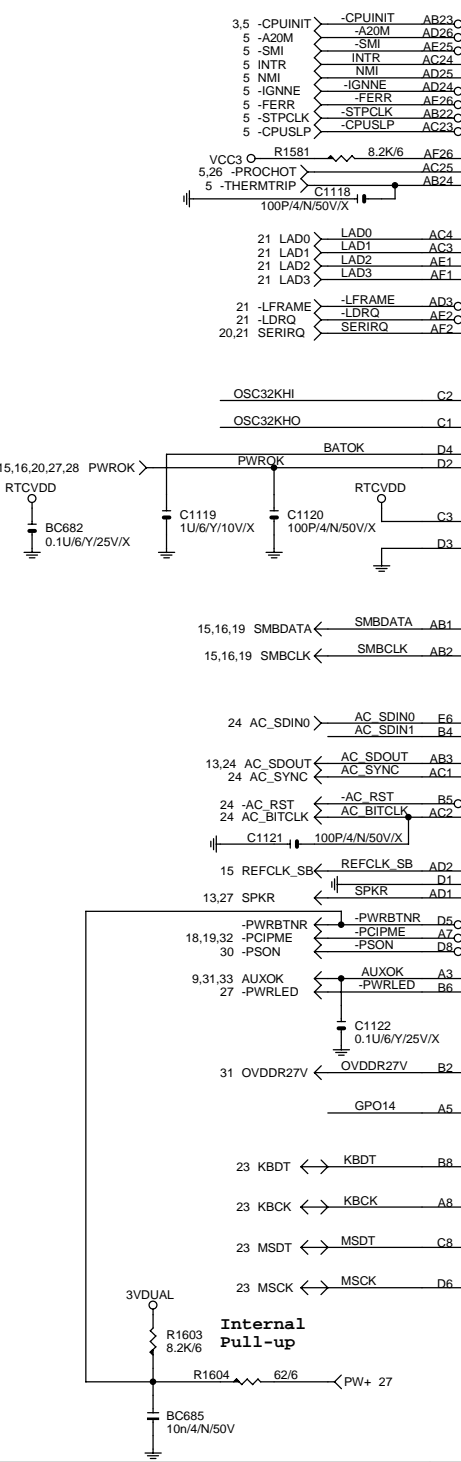 3,5 -CPUINIT -CPUINIT AB23
5 -A20M -A20M AD26
5 -SMI -SMI AE25
5 INTR INTR AC24
5 NMI NMI AD25
5 -IGNNE -IGNNE AD24
5 -FERR -FERR AE26
5 -STPCLK -STPCLK AB22
5 -CPUSLP -CPUSLP AC23
VCC3 R1581 8.2K/6 AF26
5,26 -PROCHOT AC25
5 -THERMTRIP AB24
C1118
100P/4/N/50V/X
21 LAD0 LAD0 AC4
21 LAD1 LAD1 AC3
21 LAD2 LAD2 AE1
21 LAD3 LAD3 AF1
21 -LFRAME -LFRAME AD3
21 -LDRQ -LDRQ AE2
20,21 SERIRQ SERIRQ AF2
OSC32KHI C2
OSC32KHO C1
BATOK D4
15,16,20,27,28 PWROK PWROK D2
RTCVDD
BC682
0.1U/6/Y/25V/X
C1119
1U/6/Y/10V/X
C1120
100P/4/N/50V/X
RTCVDD
C3
D3
15,16,19 SMBDATA SMBDATA AB1
15,16,19 SMBCLK SMBCLK AB2
24 AC_SDIN0 AC_SDIN0 E6
AC_SDIN1 B4
13,24 AC_SDOUT AC_SDOUT AB3
24 AC_SYNC AC_SYNC AC1
24 -AC_RST -AC_RST B5
24 AC_BITCLK AC_BITCLK AC2
C1121 100P/4/N/50V/X
15 REFCLK_SB REFCLK_SB AD2
D1
13,27 SPKR SPKR AD1
-PWRBTNR -PWRBTNR D5
18,19,32 -PCIPME -PCIPME A7
30 -PSON -PSON D8
9,31,33 AUXOK AUXOK A3
27 -PWRLED -PWRLED B6
C1122
0.1U/6/Y/25V/X
31 OVDDR27V OVDDR27V B2
GPO14 A5
23 KBDT KBDT B8
23 KBCK KBCK A8
23 MSDT MSDT C8
23 MSCK MSCK D6
3VDUAL
R1603
8.2K/6
Internal
Pull-up
R1604 62/6 PW+ 27
BC685
10n/4/N/50V